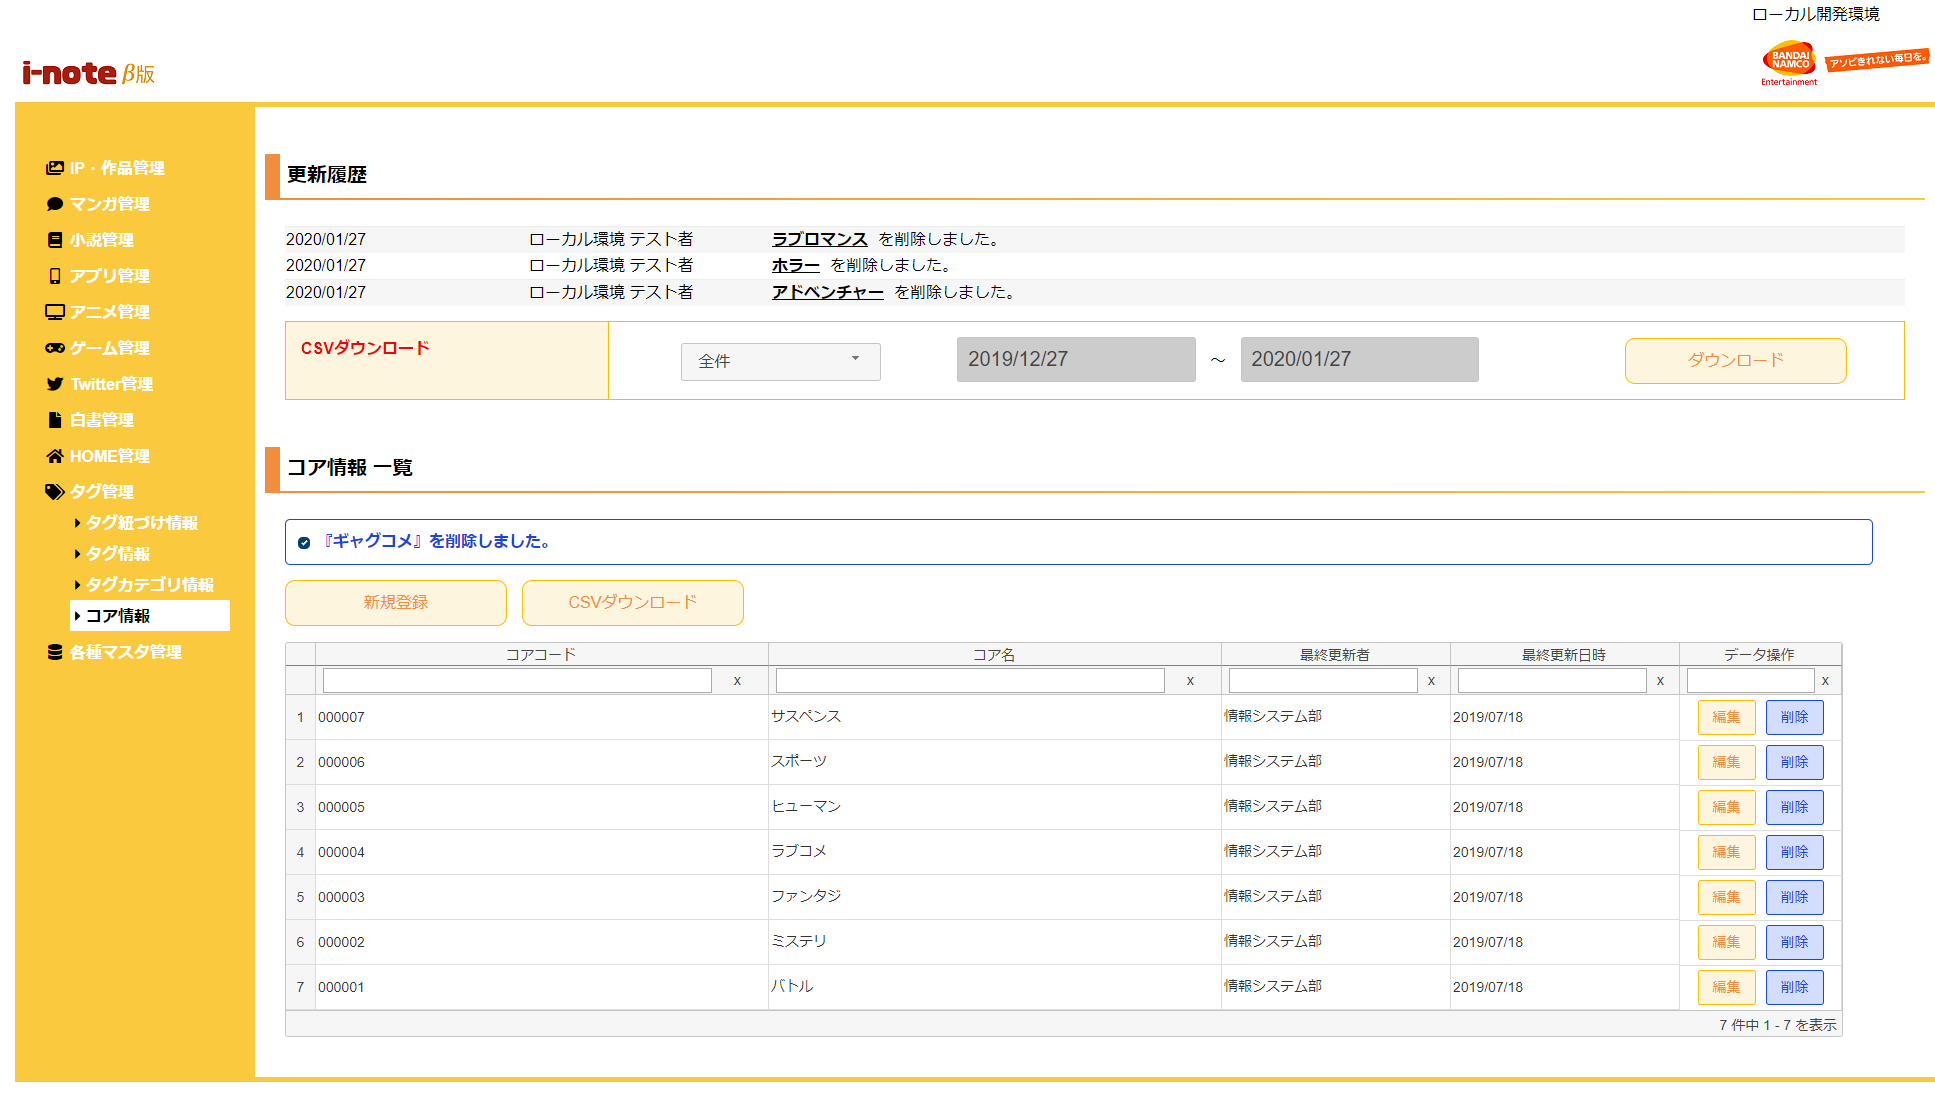 ローカル開発環境
i-note β版
BANDAI
NAMCO
Entertainment
アソビきれない毎日を。
IP・作品管理
マンガ管理
小説管理
アプリ管理
アニメ管理
ゲーム管理
Twitter管理
白書管理
HOME管理
タグ管理
タグ紐づけ情報
タグ情報
タグカテゴリ情報
コア情報
各種マスタ管理
更新履歴
2020/01/27 ローカル環境 テスト者 ラブロマンス を削除しました。
2020/01/27 ローカル環境 テスト者 ホラー を削除しました。
2020/01/27 ローカル環境 テスト者 アドベンチャー を削除しました。
CSVダウンロード 全件 2019/12/27 ～ 2020/01/27 ダウンロード
コア情報 一覧
『ギャグコメ』を削除しました。
新規登録 CSVダウンロード
コアコード コア名 最終更新者 最終更新日時 データ操作
x x x x x
1 000007 サスペンス 情報システム部 2019/07/18 編集 削除
2 000006 スポーツ 情報システム部 2019/07/18 編集 削除
3 000005 ヒューマン 情報システム部 2019/07/18 編集 削除
4 000004 ラブコメ 情報システム部 2019/07/18 編集 削除
5 000003 ファンタジ 情報システム部 2019/07/18 編集 削除
6 000002 ミステリ 情報システム部 2019/07/18 編集 削除
7 000001 バトル 情報システム部 2019/07/18 編集 削除
7 件中 1 - 7 を表示